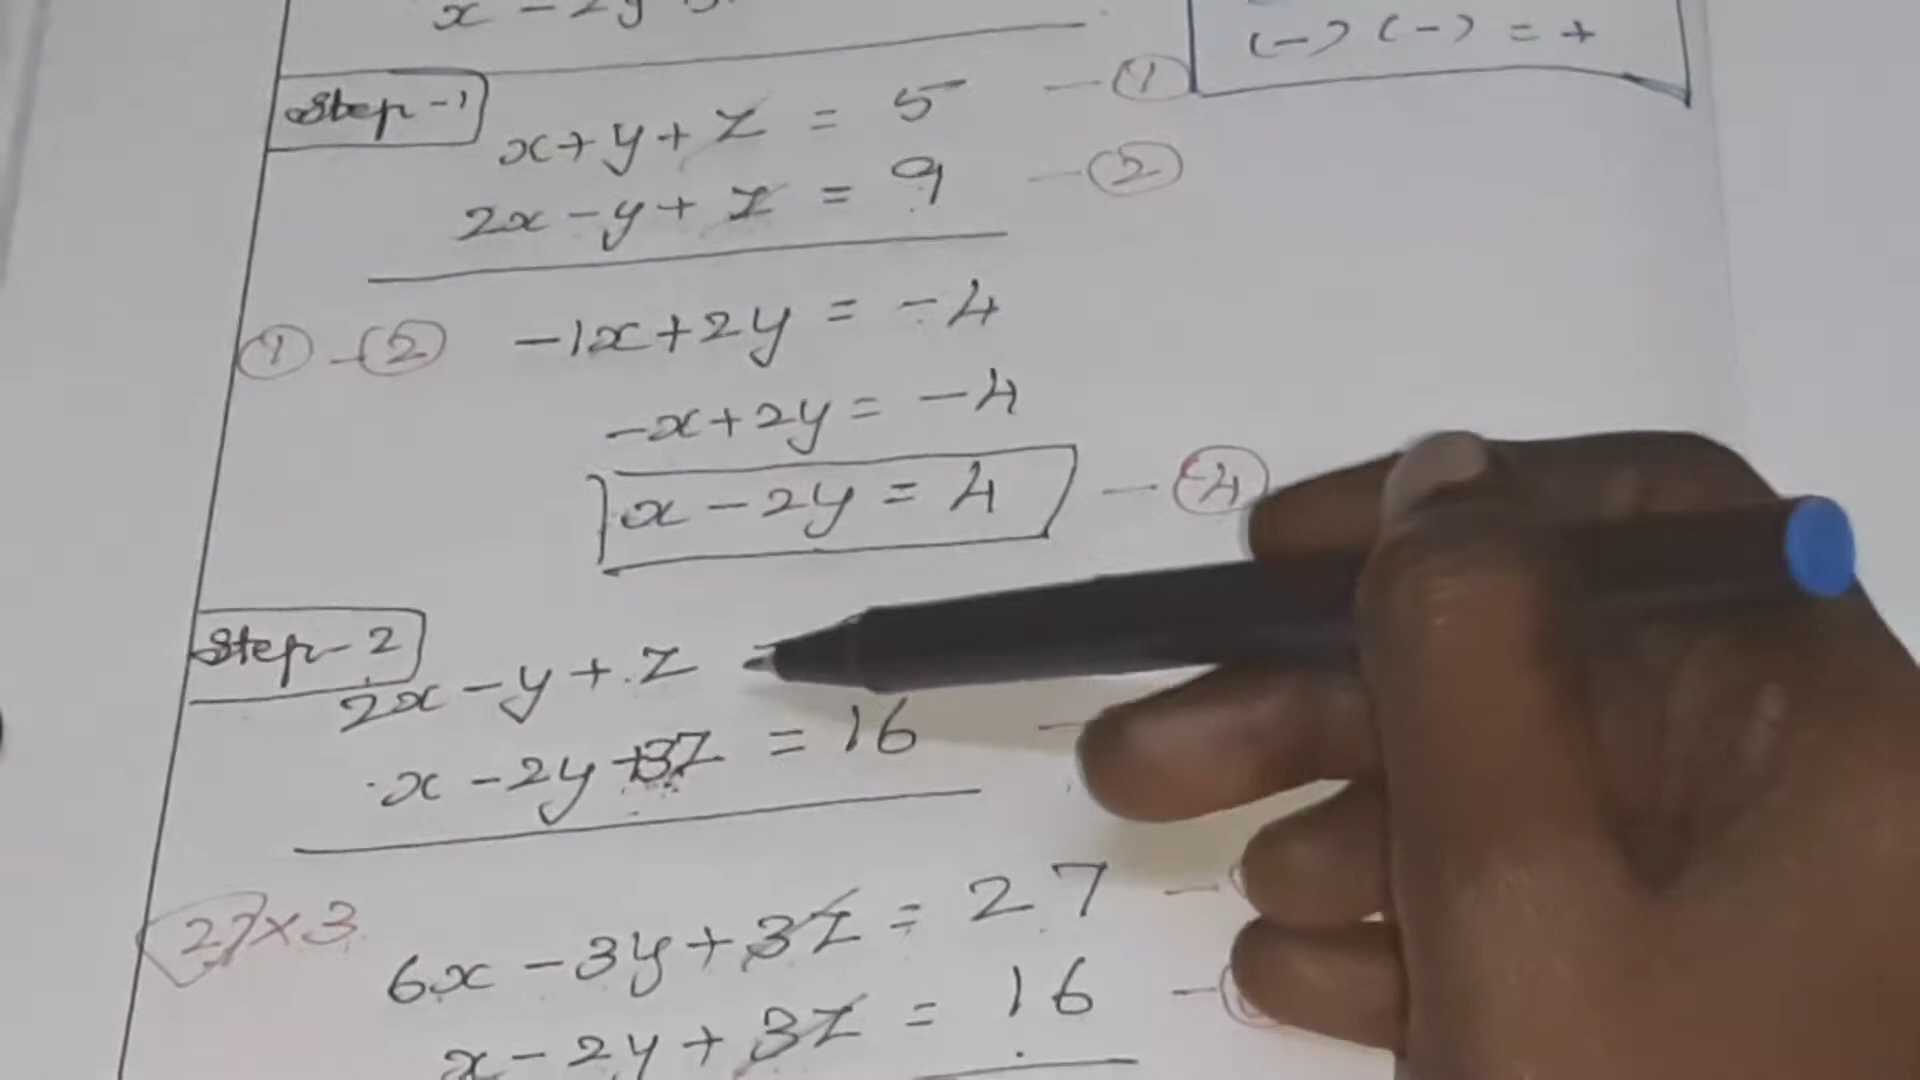 x - 2y
(-) (-) = +
Step-1
x + y + z = 5 — ①
2x - y + z = 9 — ②
① - ② -1x + 2y = -4
-x + 2y = -4
x - 2y = 4 — ④
Step-2
2x - y + z
x - 2y + 3z = 16 —
②×3
6x - 3y + 3z = 27 —
x - 2y + 3z = 16 —